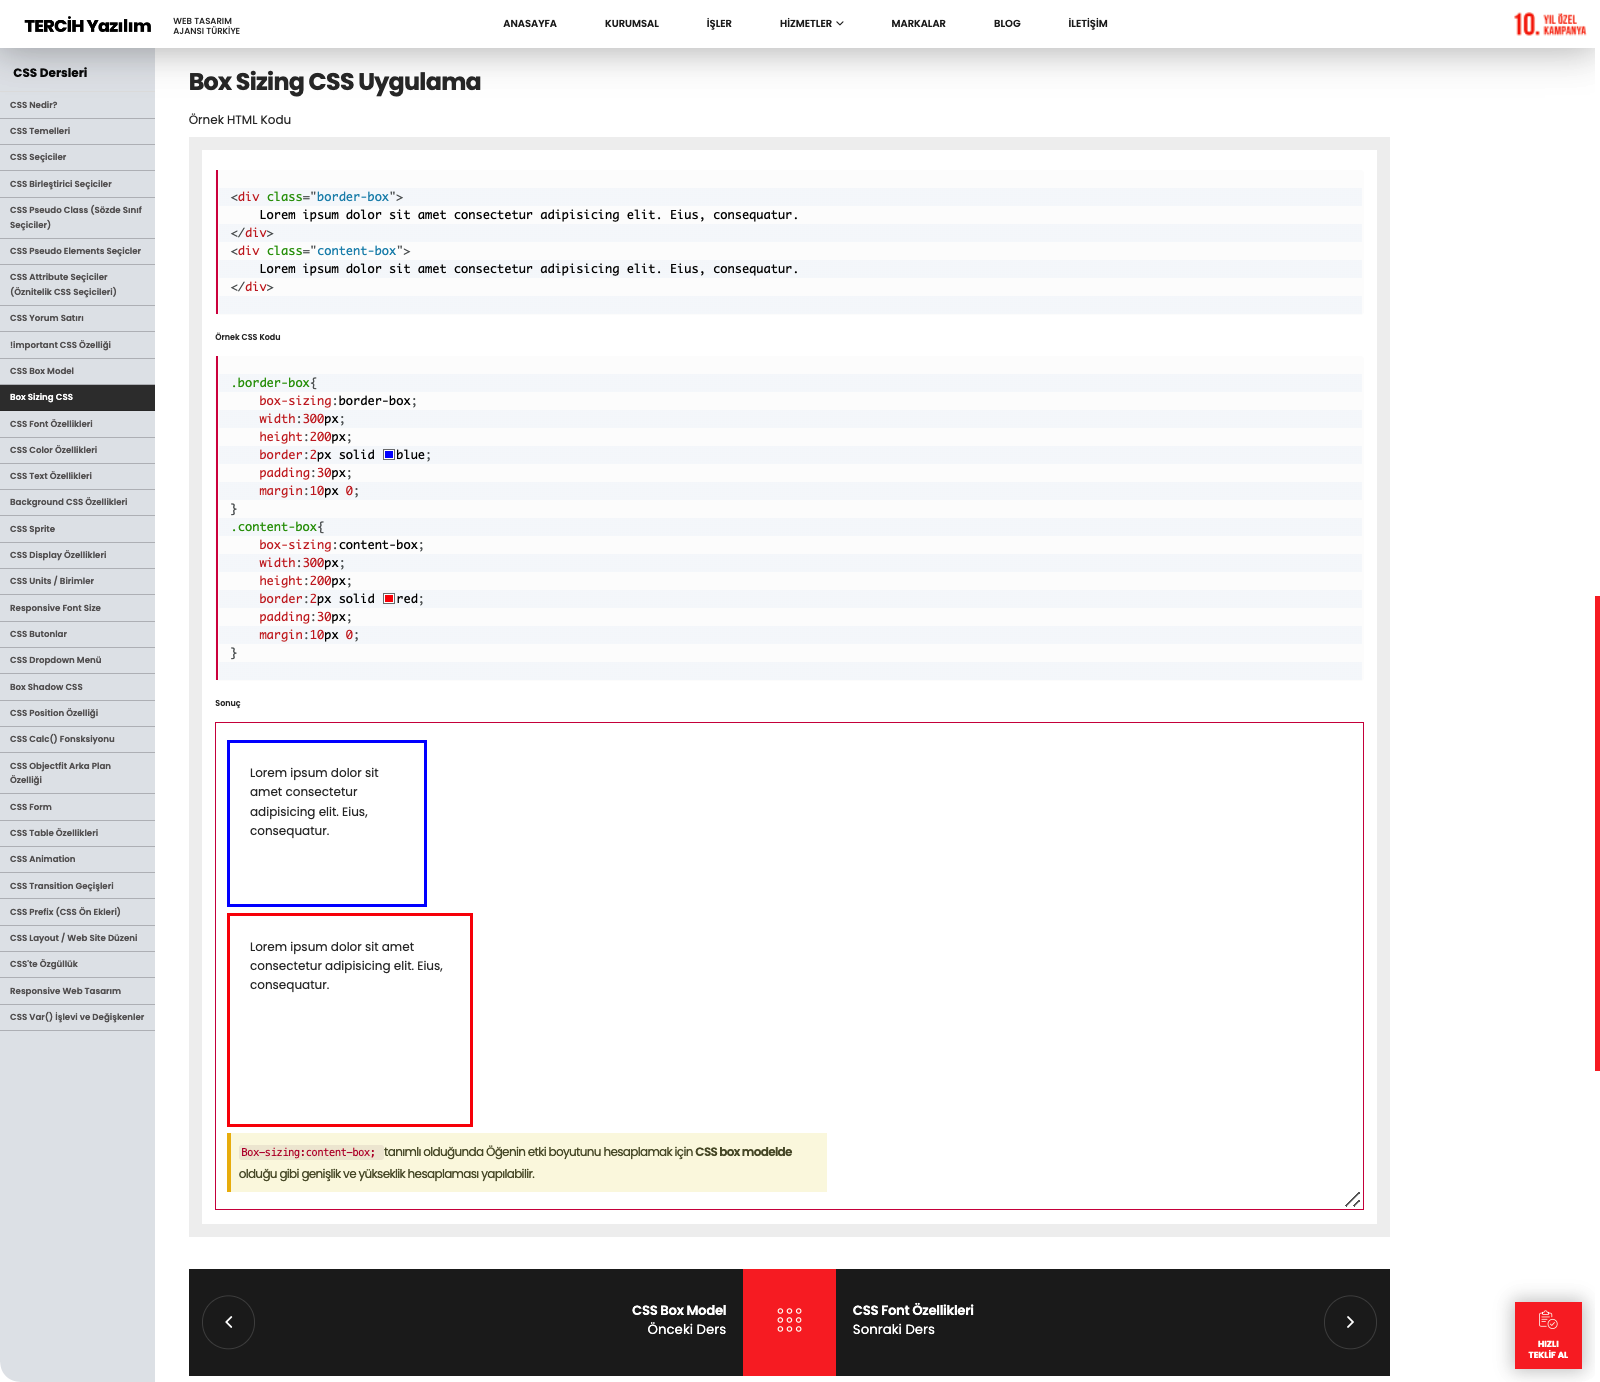 TERCİH Yazılım
WEB TASARIM
AJANSI TÜRKİYE
ANASAYFA
KURUMSAL
İŞLER
HİZMETLER
MARKALAR
BLOG
İLETİŞİM
10. YIL ÖZEL
KAMPANYA
CSS Dersleri
CSS Nedir?
CSS Temelleri
CSS Seçiciler
CSS Birleştirici Seçiciler
CSS Pseudo Class (Sözde Sınıf
Seçiciler)
CSS Pseudo Elements Seçicler
CSS Attribute Seçiciler
(Öznitelik CSS Seçicileri)
CSS Yorum Satırı
!important CSS Özelliği
CSS Box Model
Box Sizing CSS
CSS Font Özellikleri
CSS Color Özellikleri
CSS Text Özellikleri
Background CSS Özellikleri
CSS Sprite
CSS Display Özellikleri
CSS Units / Birimler
Responsive Font Size
CSS Butonlar
CSS Dropdown Menü
Box Shadow CSS
CSS Position Özelliği
CSS Calc() Fonsksiyonu
CSS Objectfit Arka Plan
Özelliği
CSS Form
CSS Table Özellikleri
CSS Animation
CSS Transition Geçişleri
CSS Prefix (CSS Ön Ekleri)
CSS Layout / Web Site Düzeni
CSS'te Özgüllük
Responsive Web Tasarım
CSS Var() İşlevi ve Değişkenler
Box Sizing CSS Uygulama
Örnek HTML Kodu
<div class="border-box">
    Lorem ipsum dolor sit amet consectetur adipisicing elit. Eius, consequatur.
</div>
<div class="content-box">
    Lorem ipsum dolor sit amet consectetur adipisicing elit. Eius, consequatur.
</div>
Örnek CSS Kodu
.border-box{
    box-sizing:border-box;
    width:300px;
    height:200px;
    border:2px solid blue;
    padding:30px;
    margin:10px 0;
}
.content-box{
    box-sizing:content-box;
    width:300px;
    height:200px;
    border:2px solid red;
    padding:30px;
    margin:10px 0;
}
Sonuç
Lorem ipsum dolor sit
amet consectetur
adipisicing elit. Eius,
consequatur.
Lorem ipsum dolor sit amet
consectetur adipisicing elit. Eius,
consequatur.
Box-sizing:content-box; tanımlı olduğunda Öğenin etki boyutunu hesaplamak için CSS box modelde
olduğu gibi genişlik ve yükseklik hesaplaması yapılabilir.
CSS Box Model
Önceki Ders
CSS Font Özellikleri
Sonraki Ders
HIZLI
TEKLİF AL